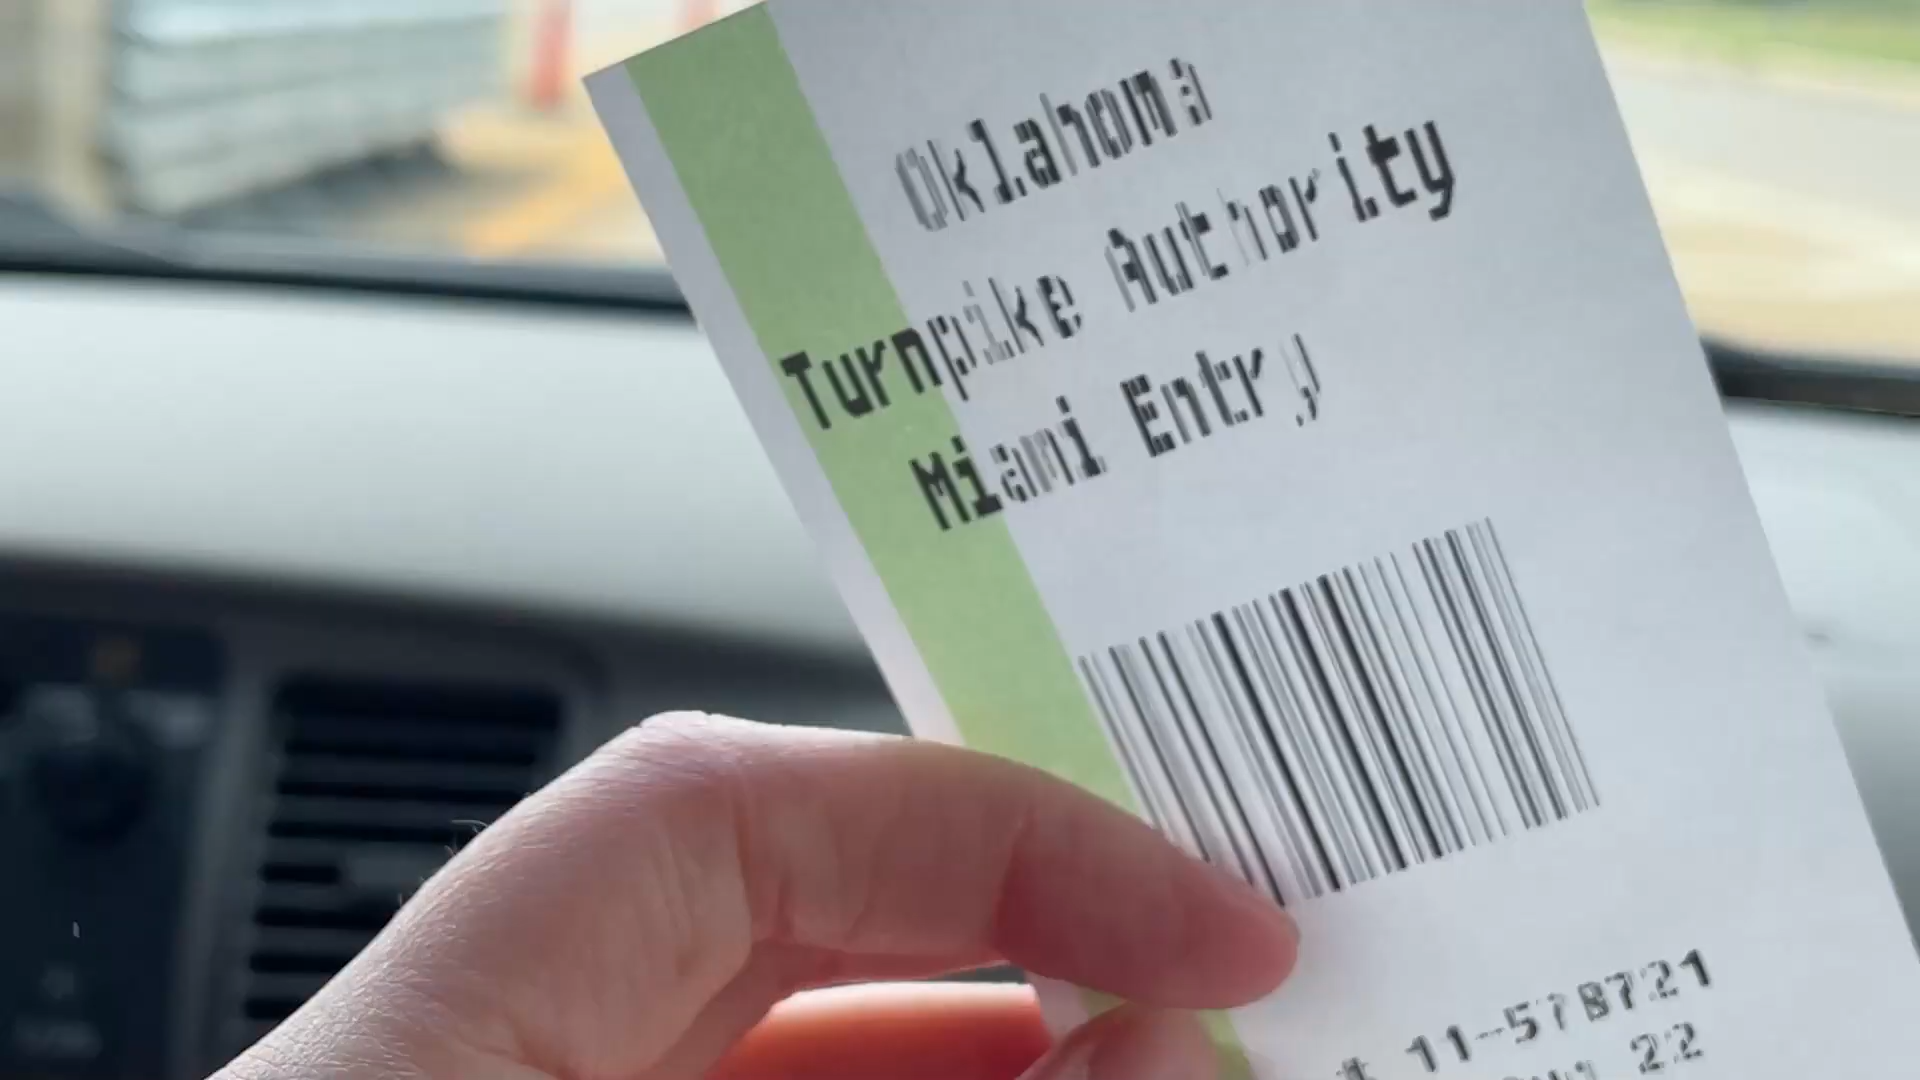 Oklahoma
Turnpike Authority
Miami Entry
# 11-578721
22